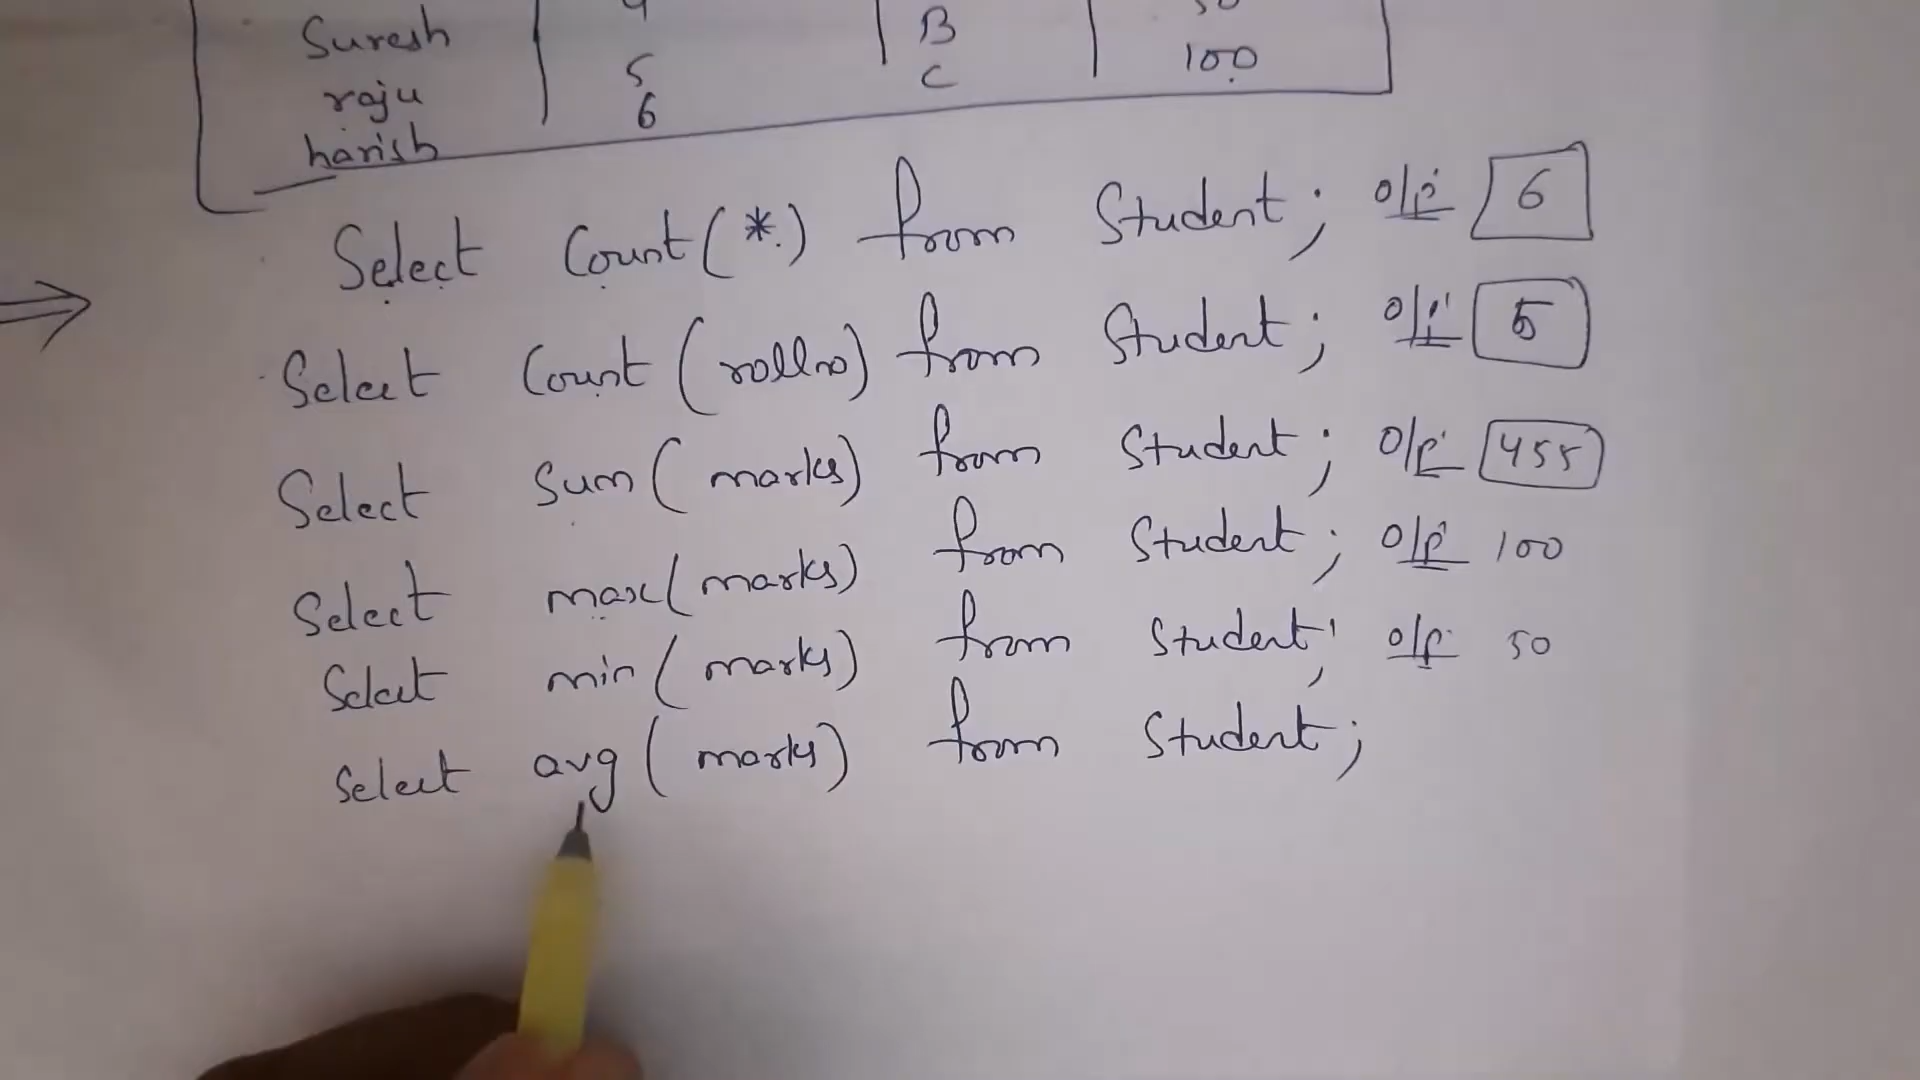 Suresh 4 B 50
raju 5 C 100
harish 6
Select Count(*) from Student; o/p 6
Select Count (rollno) from Student; o/p 5
Select Sum( marks) from Student; o/p 455
Select max( marks) from Student; o/p 100
Select min( marks) from Student; o/p 50
Select avg( marks) from Student;